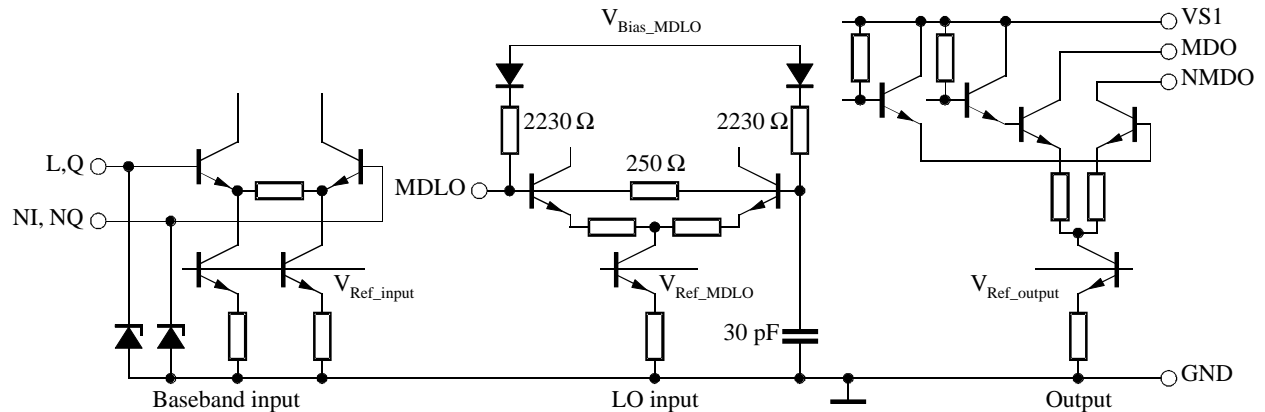 V_Bias_MDLO
VS1
MDO
NMDO
2230 Ω
2230 Ω
L,Q
250 Ω
MDLO
NI, NQ
V_Ref_input
V_Ref_MDLO
V_Ref_output
30 pF
GND
Baseband input
LO input
Output